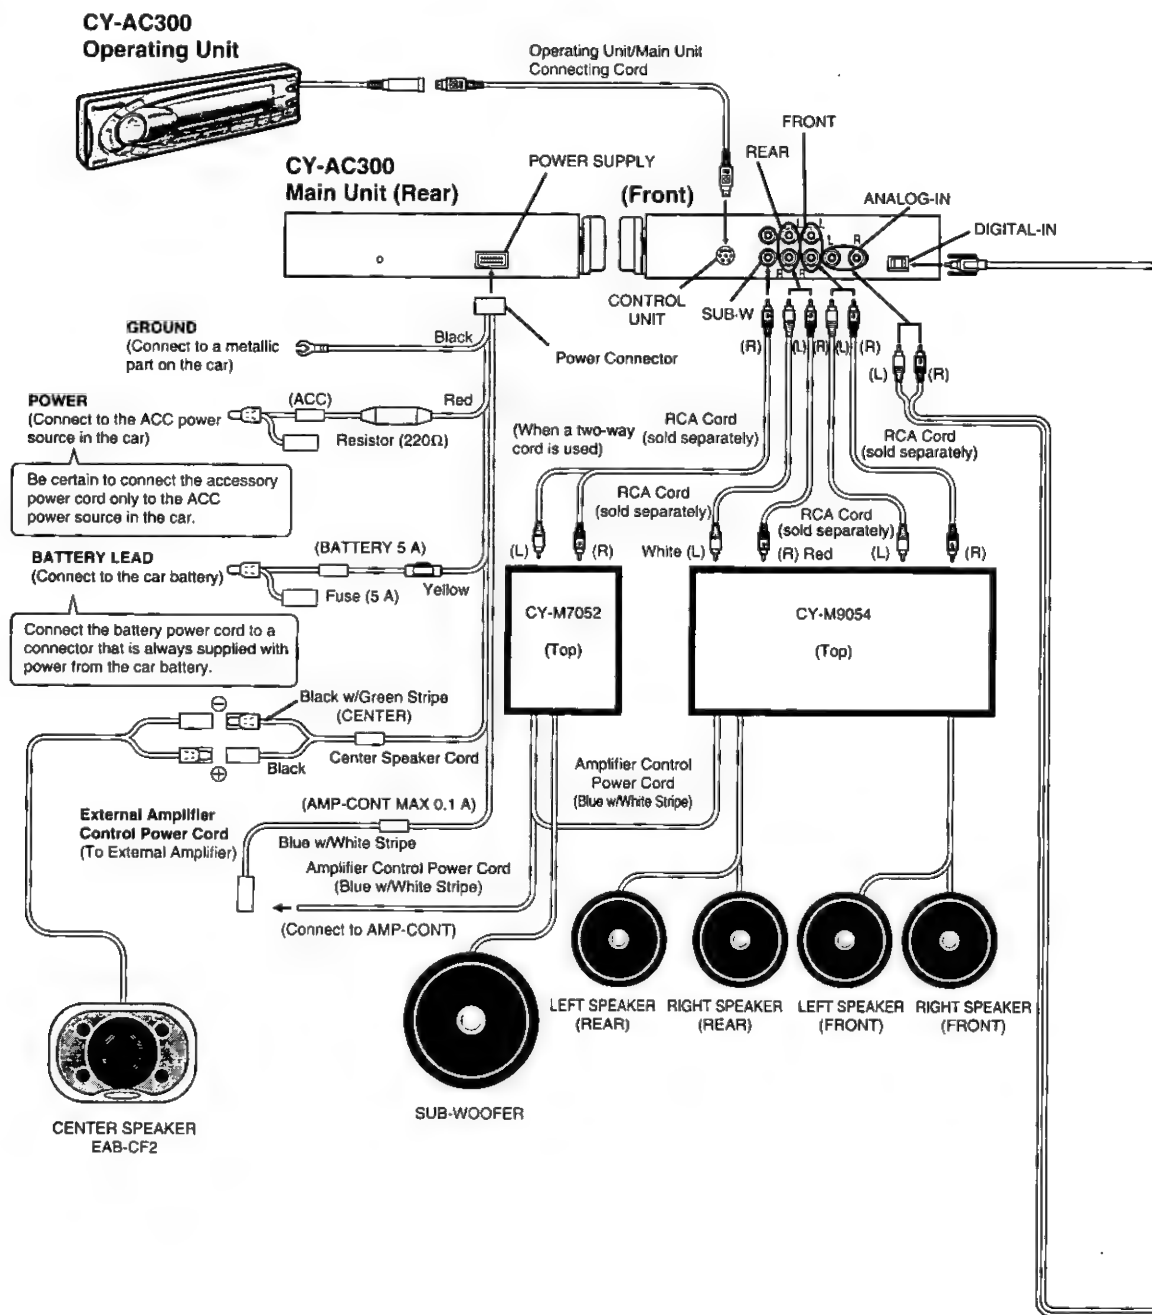 CY-AC300
Operating Unit
Operating Unit/Main Unit
Connecting Cord
FRONT
REAR
CY-AC300
Main Unit (Rear)
POWER SUPPLY
(Front)
ANALOG-IN
DIGITAL-IN
L
L
L
R
R
R
CONTROL
UNIT
SUB-W
GROUND
(Connect to a metallic
part on the car)
Black
Power Connector
(R)
(L)
(R)
(L)
(R)
(L)
(R)
POWER
(Connect to the ACC power
source in the car)
(ACC)
Red
Resistor (220Ω)
(When a two-way
cord is used)
RCA Cord
(sold separately)
RCA Cord
(sold separately)
Be certain to connect the accessory
power cord only to the ACC
power source in the car.
RCA Cord
(sold separately)
RCA Cord
(sold separately)
BATTERY LEAD
(Connect to the car battery)
(BATTERY 5 A)
Fuse (5 A)
Yellow
(L)
(R)
White (L)
(R) Red
(L)
(R)
Connect the battery power cord to a
connector that is always supplied with
power from the car battery.
CY-M7052
(Top)
CY-M9054
(Top)
⊖
Black w/Green Stripe
(CENTER)
⊕
Black
Center Speaker Cord
Amplifier Control
Power Cord
(Blue w/White Stripe)
External Amplifier
Control Power Cord
(To External Amplifier)
(AMP-CONT MAX 0.1 A)
Blue w/White Stripe
Amplifier Control Power Cord
(Blue w/White Stripe)
(Connect to AMP-CONT)
LEFT SPEAKER
(REAR)
RIGHT SPEAKER
(REAR)
LEFT SPEAKER
(FRONT)
RIGHT SPEAKER
(FRONT)
SUB-WOOFER
CENTER SPEAKER
EAB-CF2